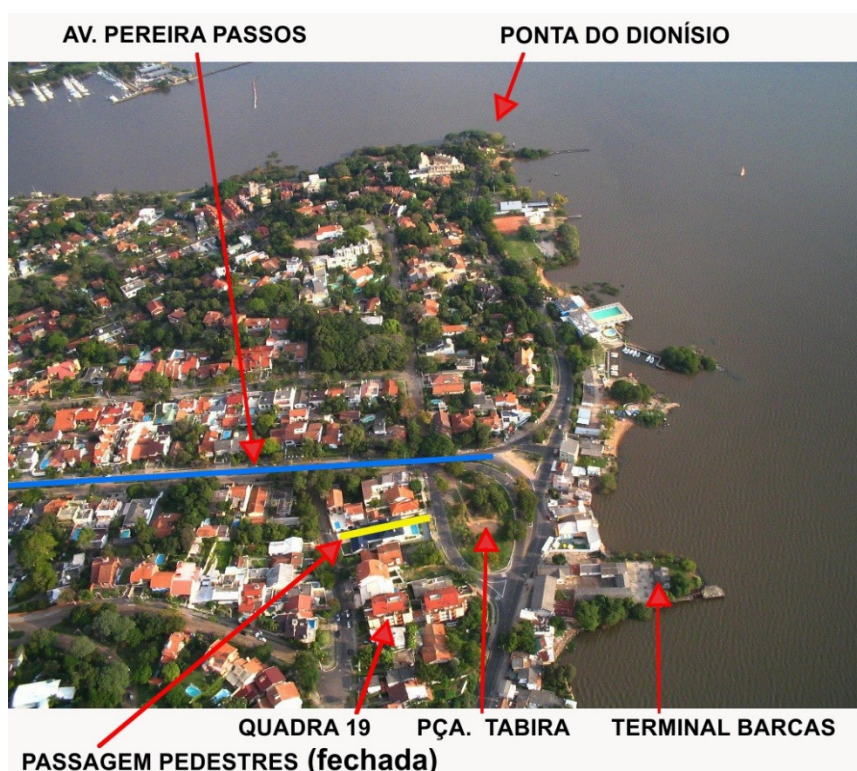 AV. PEREIRA PASSOS
PONTA DO DIONÍSIO
QUADRA 19
PÇA. TABIRA
TERMINAL BARCAS
PASSAGEM PEDESTRES (fechada)